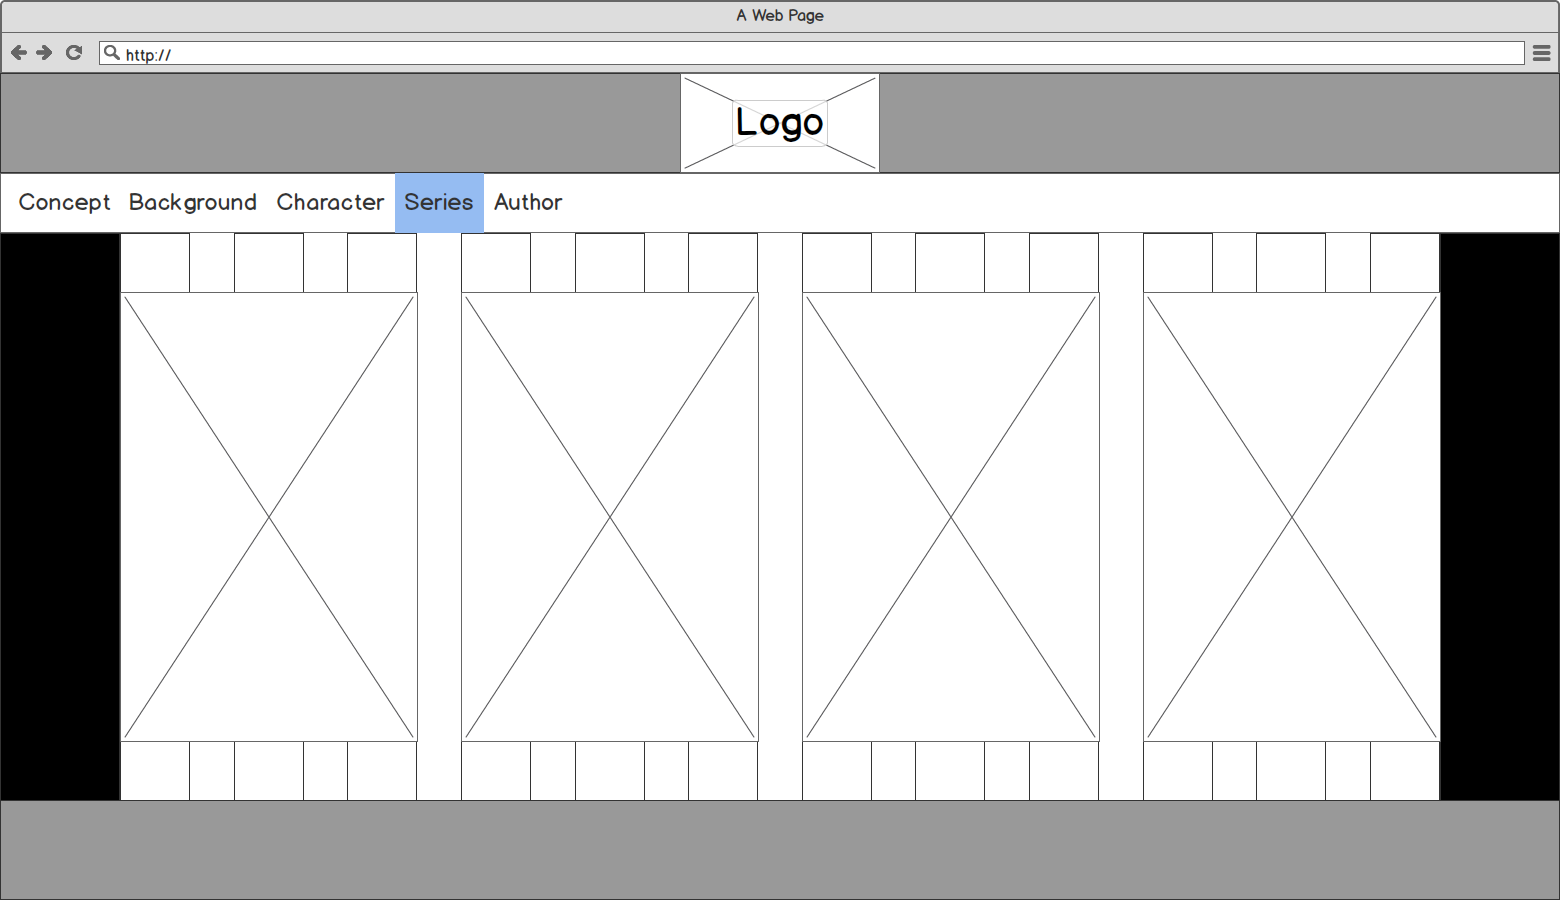 A Web Page
http://
Logo
Concept Background Character Series Author